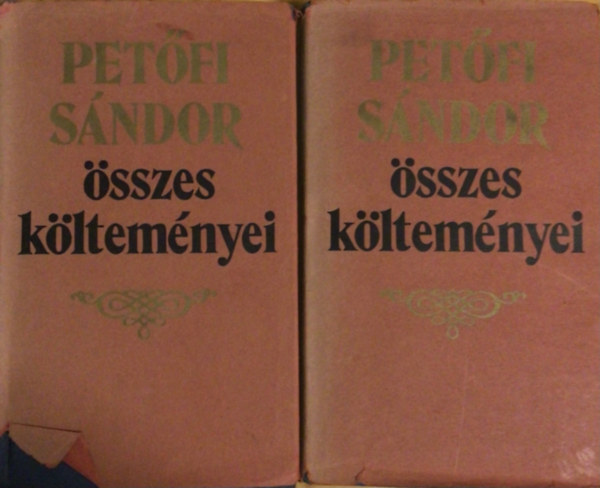 PETŐFI
SÁNDOR
összes
költeményei
PETŐFI
SÁNDOR
összes
költeményei